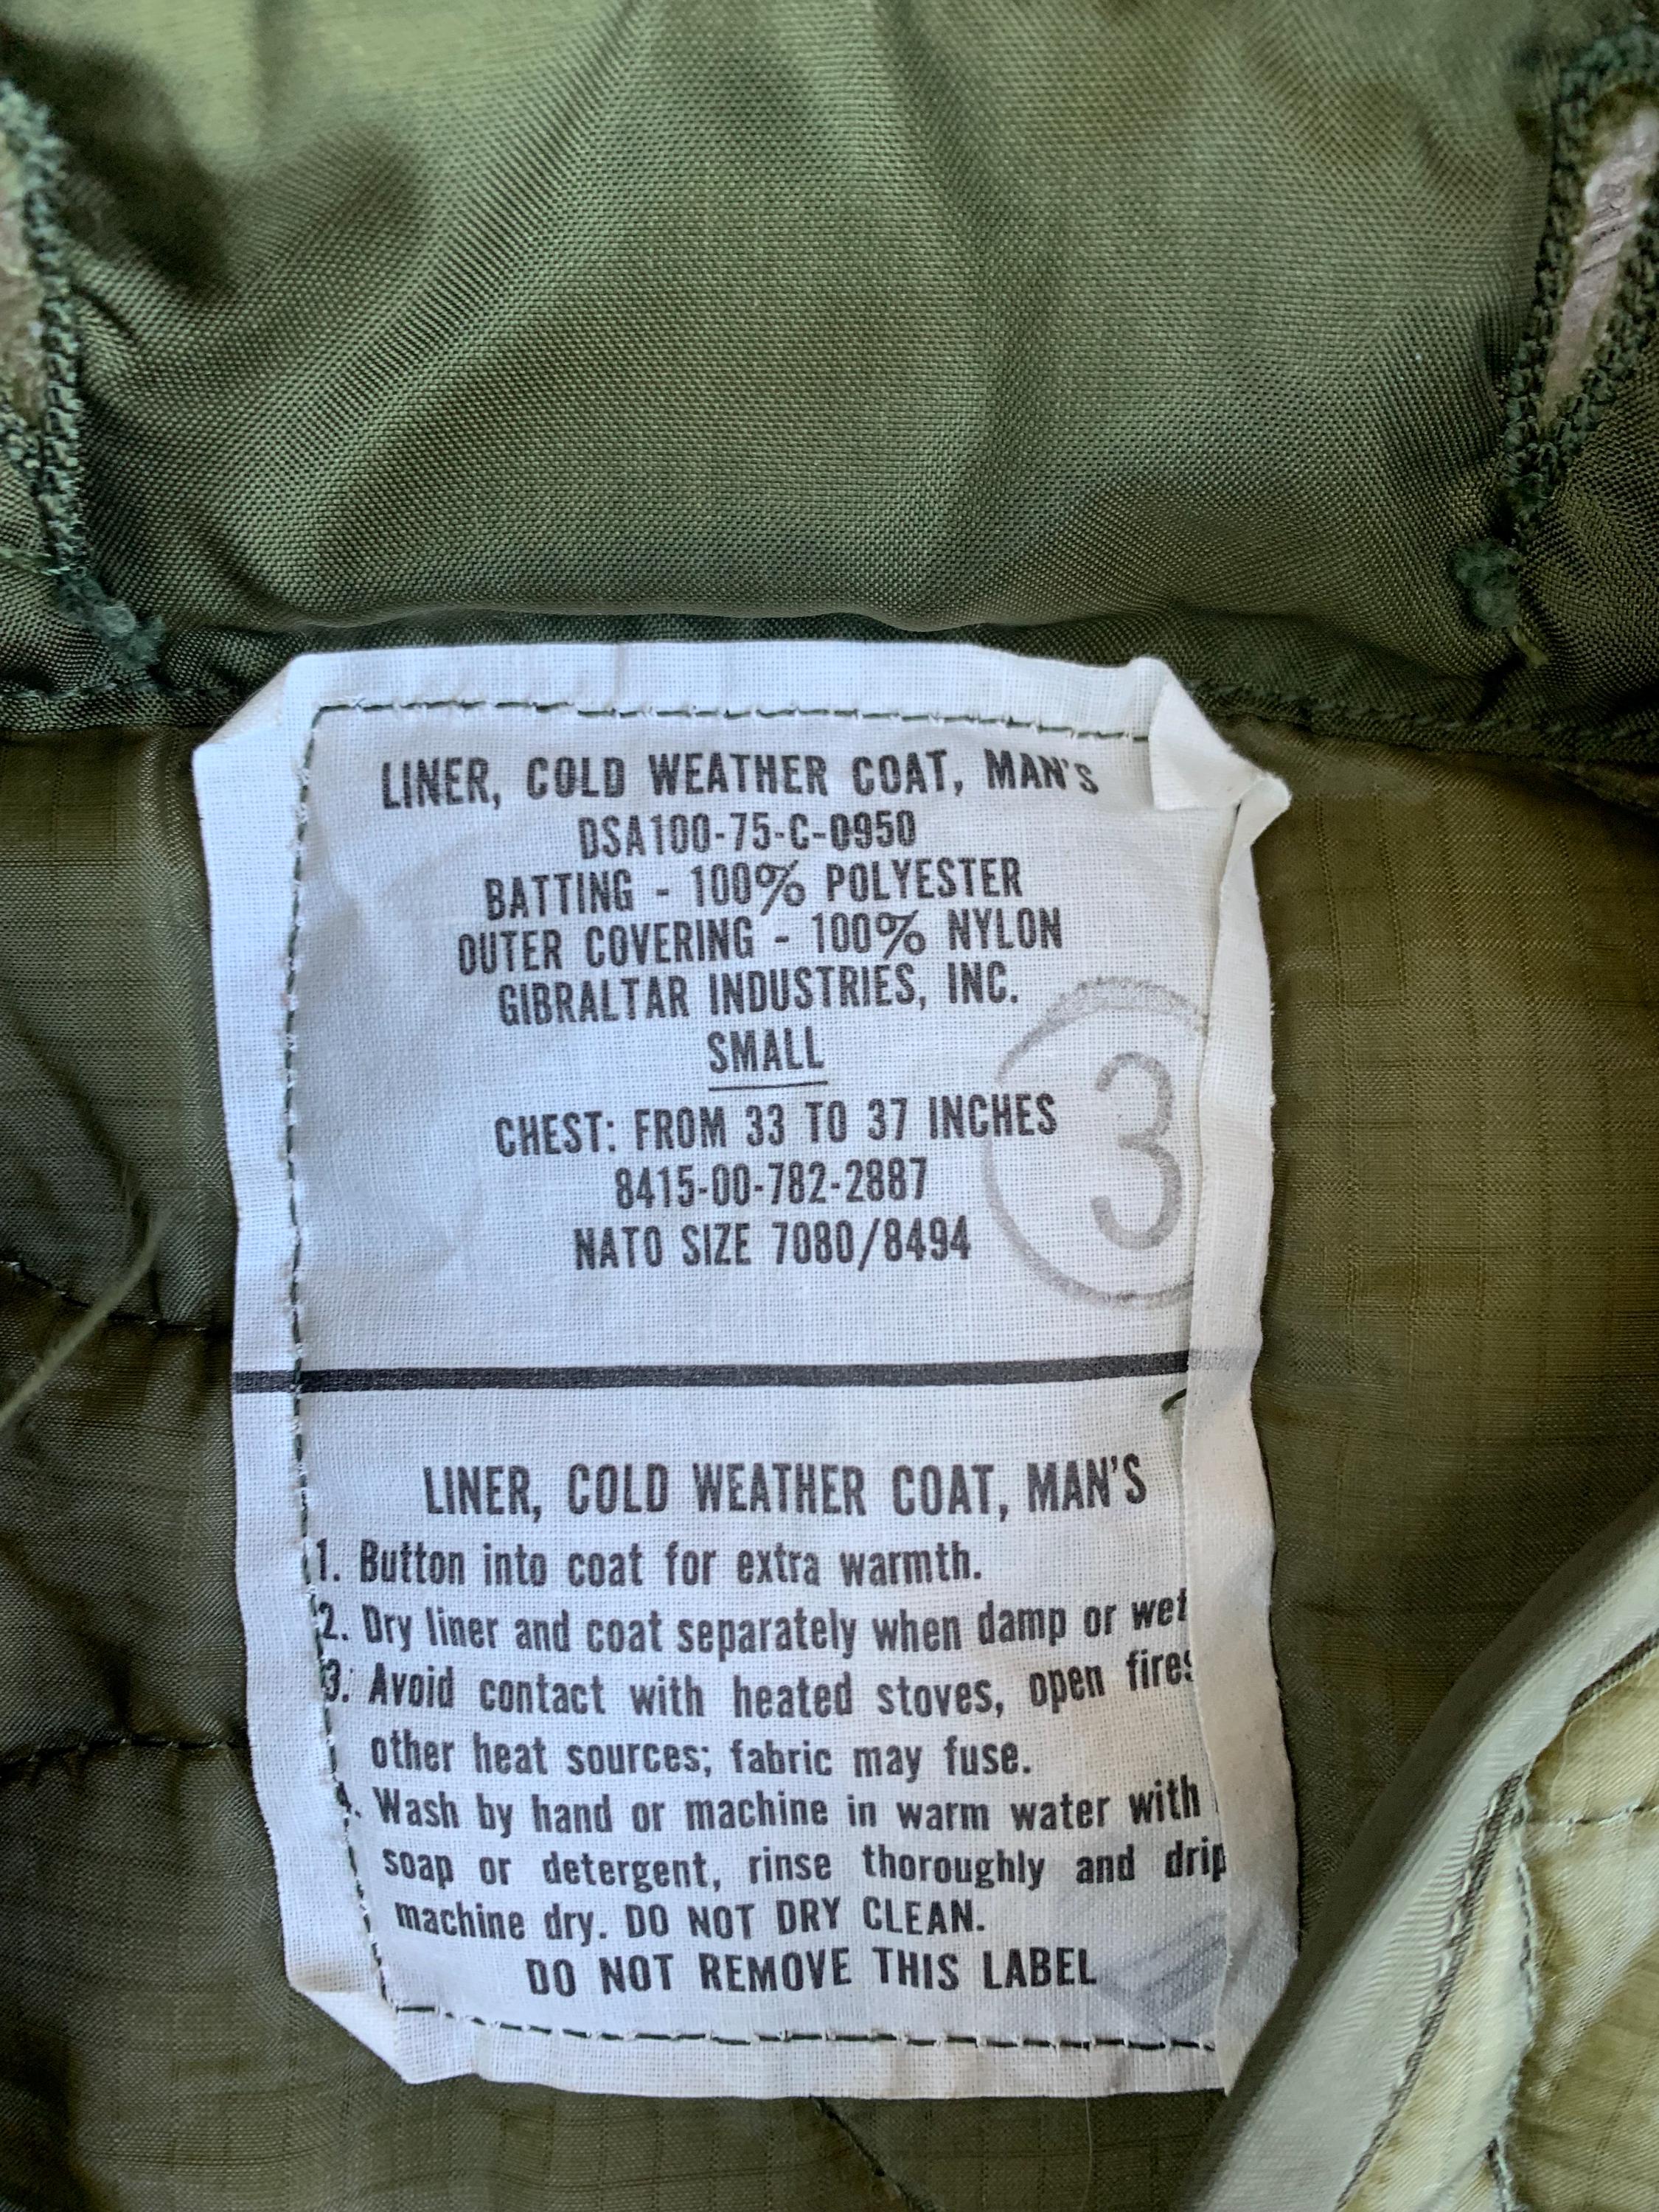 LINER, COLD WEATHER COAT, MAN'S
DSA100-75-C-0950
BATTING - 100% POLYESTER
OUTER COVERING - 100% NYLON
GIBRALTAR INDUSTRIES, INC.
SMALL
3
CHEST: FROM 33 TO 37 INCHES
8415-00-782-2887
NATO SIZE 7080/8494
LINER, COLD WEATHER COAT, MAN'S
1. Button into coat for extra warmth.
2. Dry liner and coat separately when damp or wet
3. Avoid contact with heated stoves, open fires
other heat sources; fabric may fuse.
4. Wash by hand or machine in warm water with
soap or detergent, rinse thoroughly and drip
machine dry. DO NOT DRY CLEAN.
DO NOT REMOVE THIS LABEL